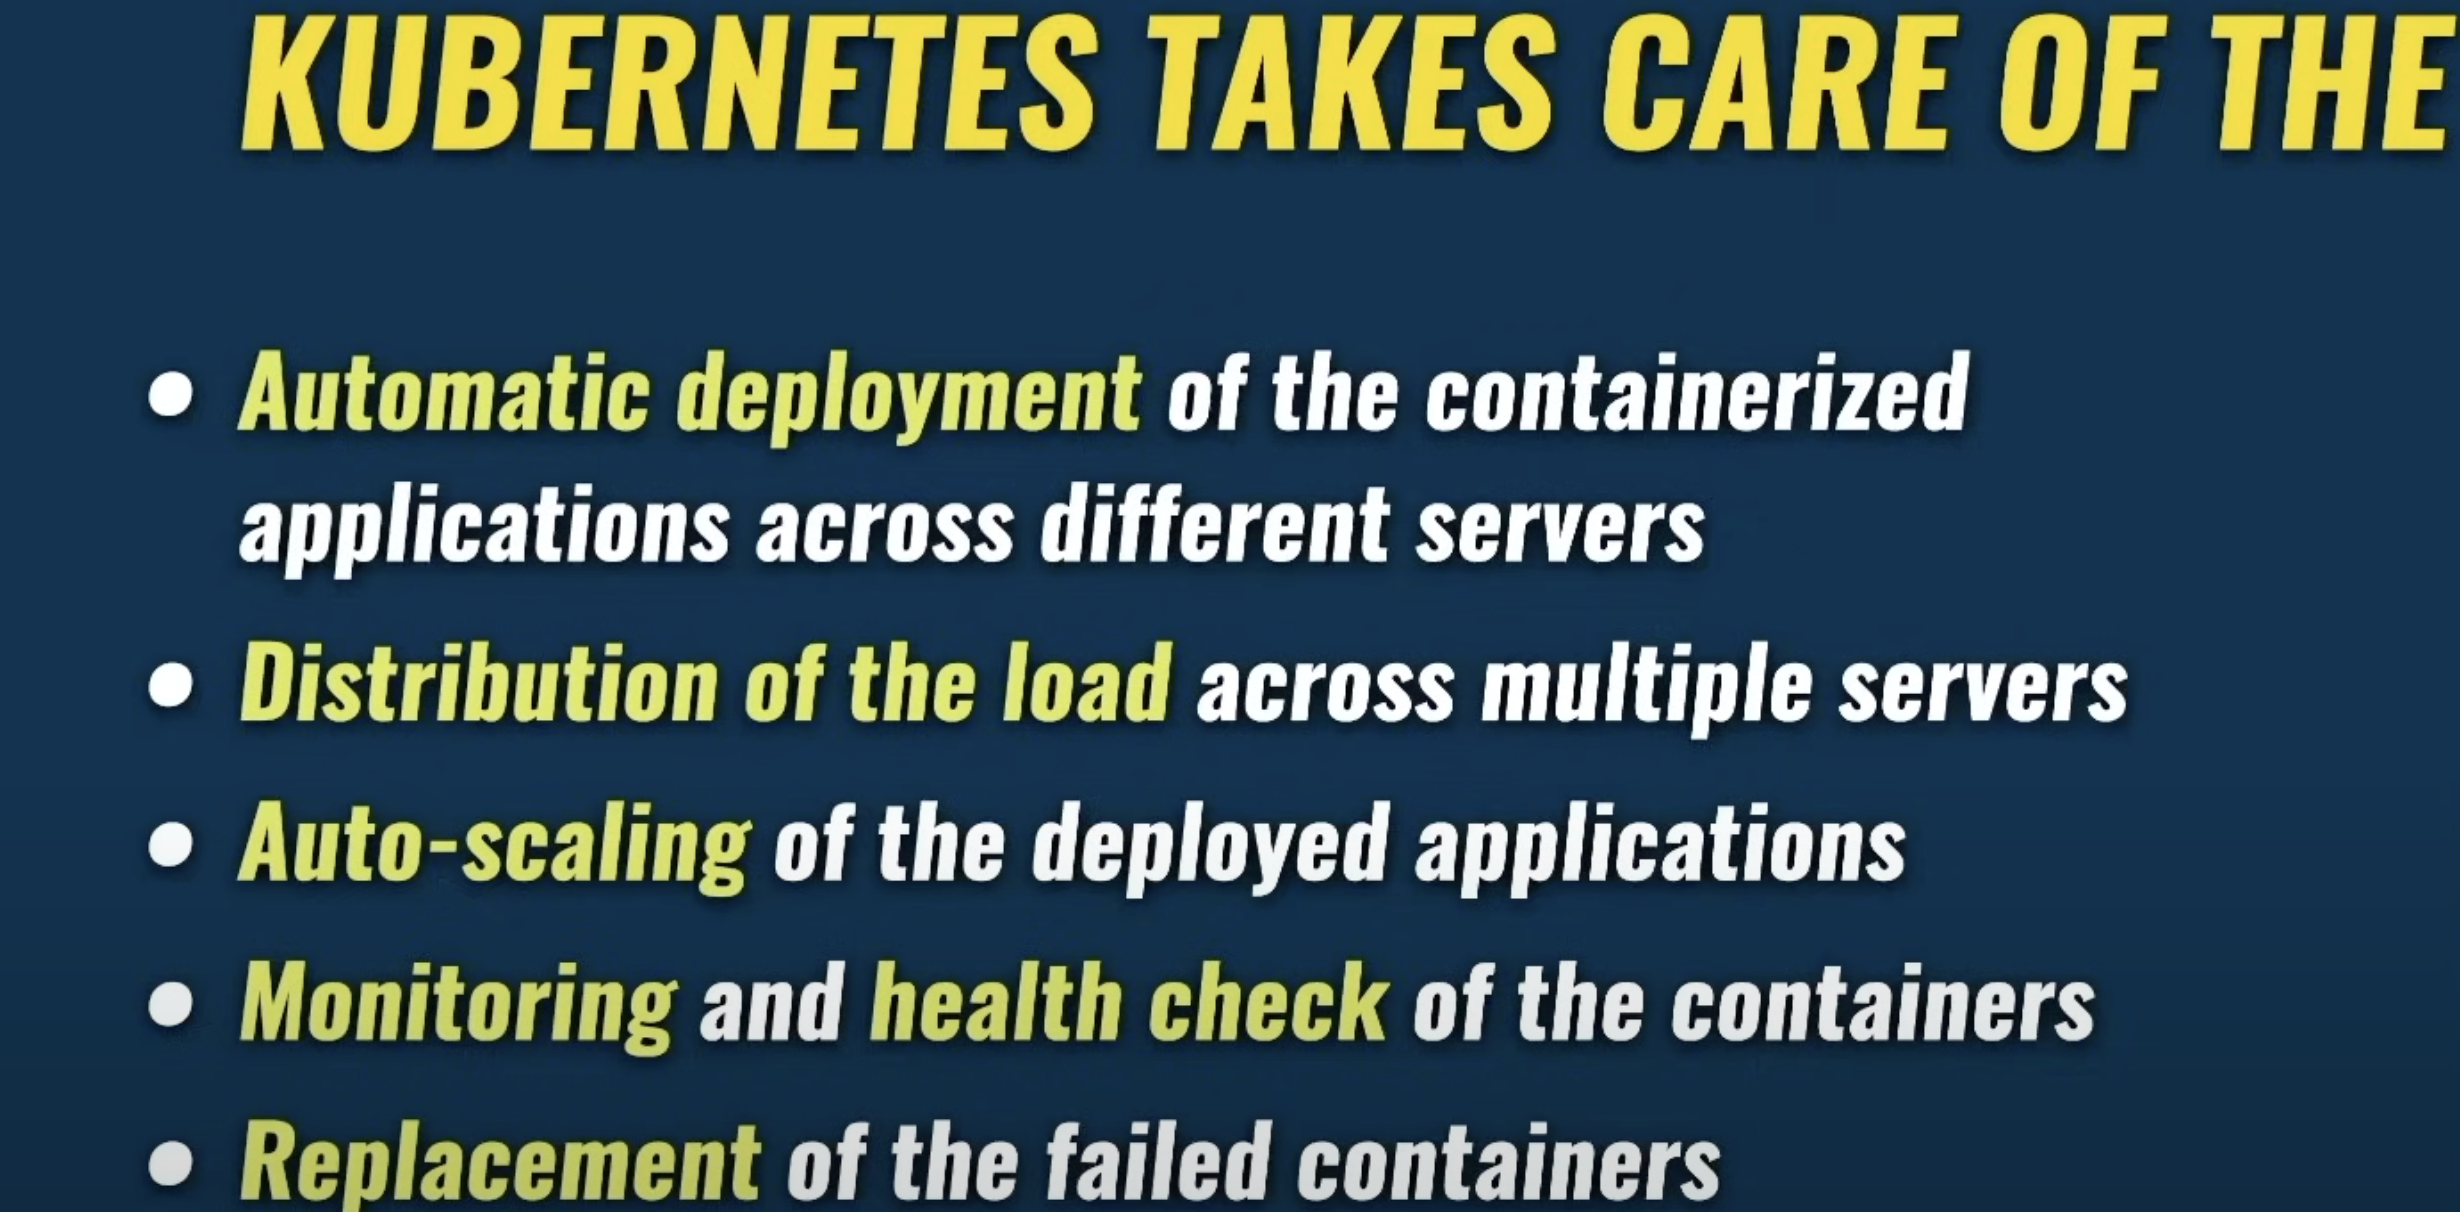 KUBERNETES TAKES CARE OF THE
• Automatic deployment of the containerized
applications across different servers
• Distribution of the load across multiple servers
• Auto-scaling of the deployed applications
• Monitoring and health check of the containers
• Replacement of the failed containers